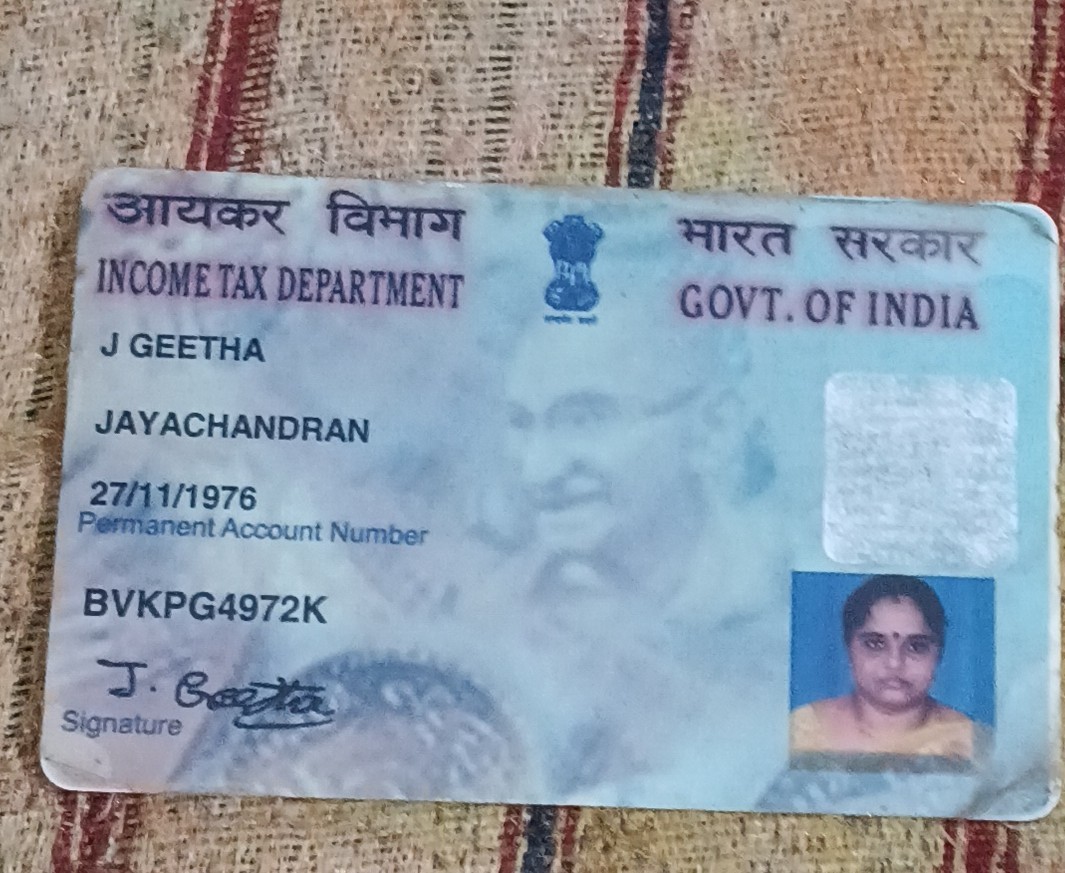 आयकर विभाग
INCOME TAX DEPARTMENT
भारत सरकार
GOVT. OF INDIA
J GEETHA
JAYACHANDRAN
27/11/1976
Permanent Account Number
BVKPG4972K
J. Geetha
Signature